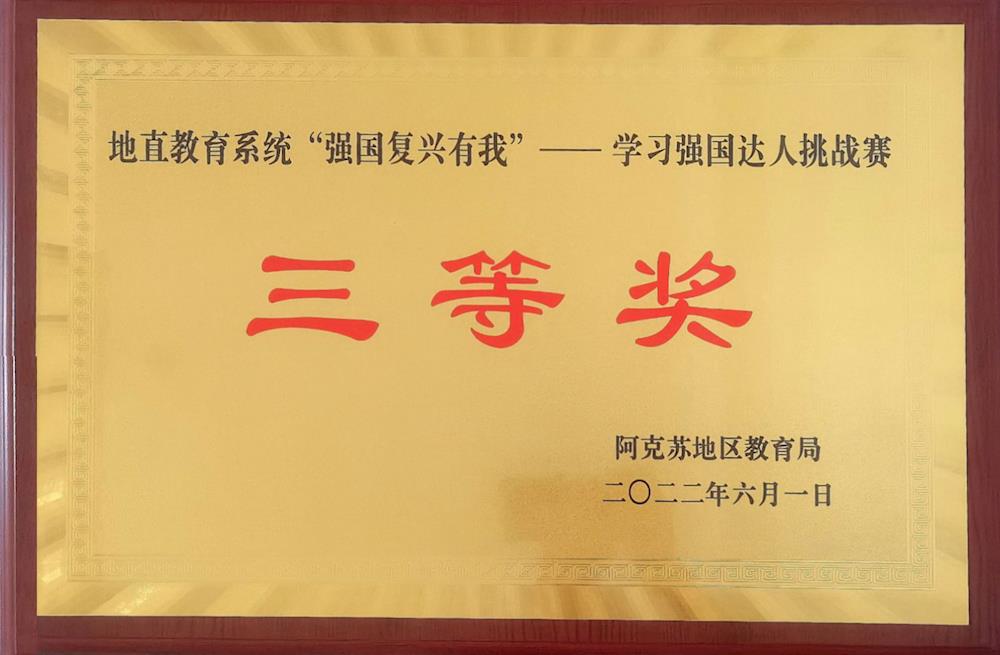 地直教育系统“强国复兴有我”——学习强国达人挑战赛
三等奖
阿克苏地区教育局
二〇二二年六月一日